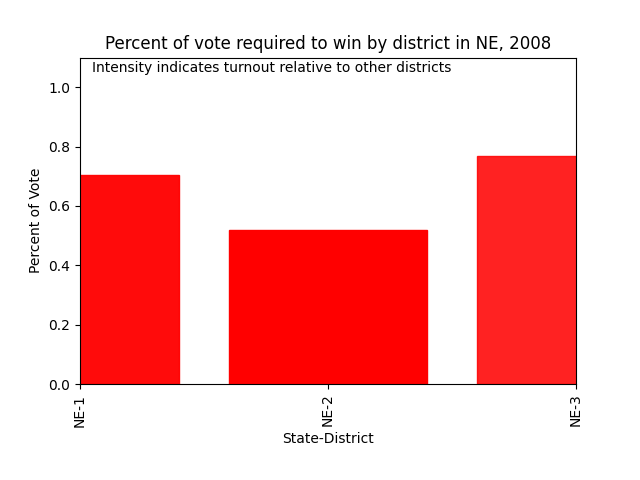 Percent of vote required to win by district in NE, 2008
Intensity indicates turnout relative to other districts
1.0
0.8
0.6
0.4
0.2
0.0
Percent of Vote
NE-1
NE-2
NE-3
State-District